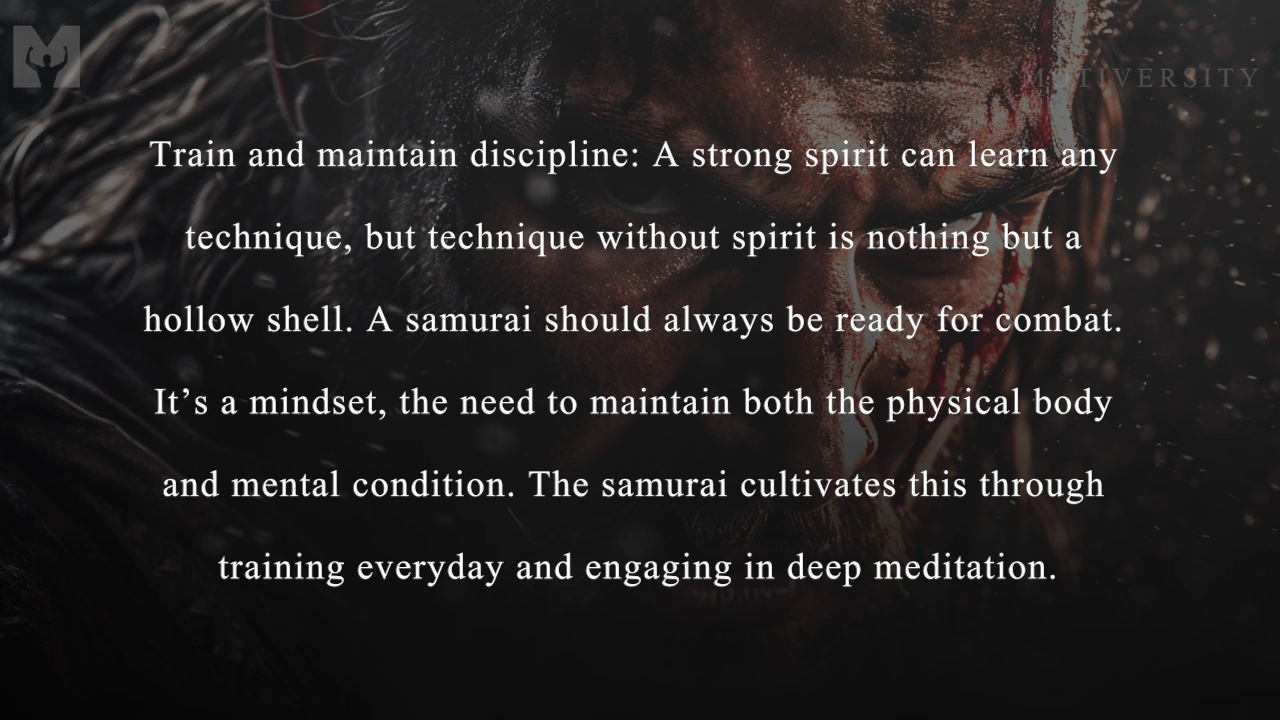 MOTIVERSITY
Train and maintain discipline: A strong spirit can learn any
technique, but technique without spirit is nothing but a
hollow shell. A samurai should always be ready for combat.
It’s a mindset, the need to maintain both the physical body
and mental condition. The samurai cultivates this through
training everyday and engaging in deep meditation.